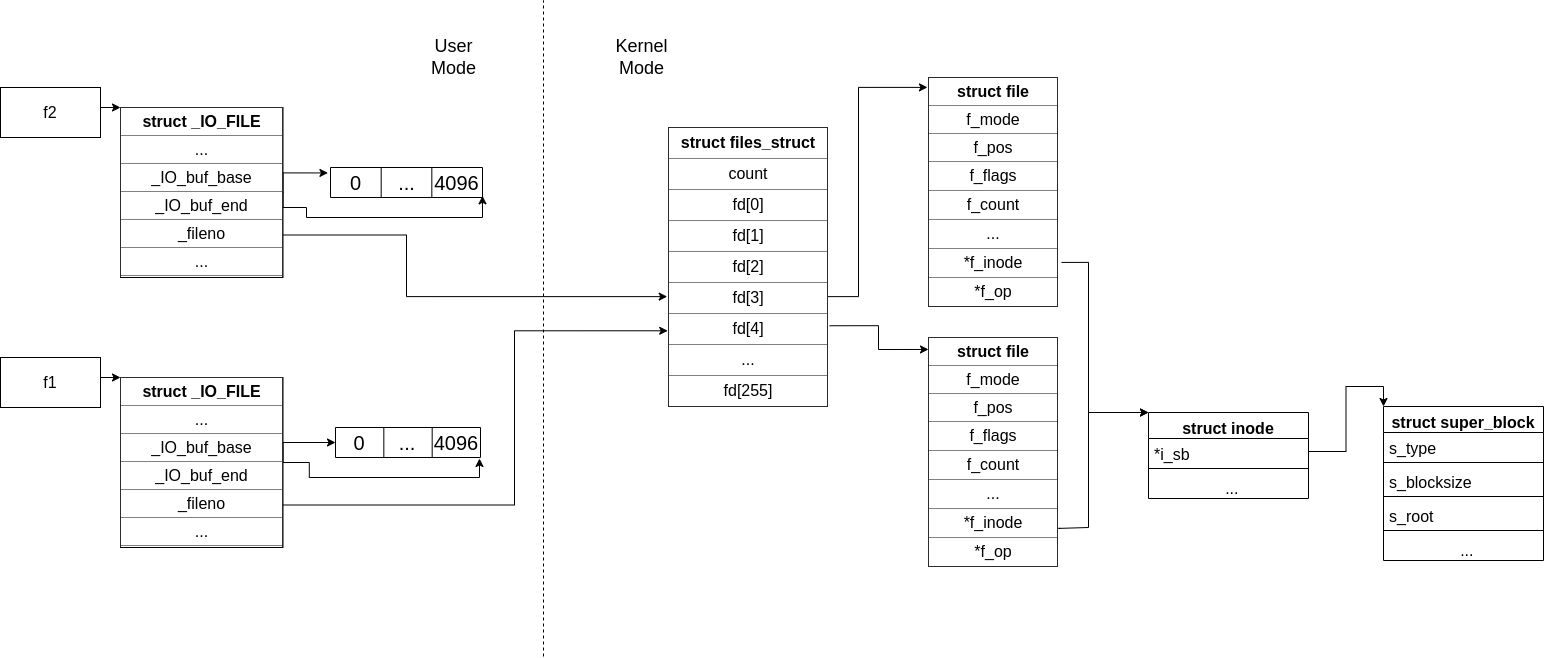 User
Mode
Kernel
Mode
f2
struct _IO_FILE
...
_IO_buf_base
_IO_buf_end
_fileno
...
0 ... 4096
f1
struct _IO_FILE
...
_IO_buf_base
_IO_buf_end
_fileno
...
0 ... 4096
struct files_struct
count
fd[0]
fd[1]
fd[2]
fd[3]
fd[4]
...
fd[255]
struct file
f_mode
f_pos
f_flags
f_count
...
*f_inode
*f_op
struct file
f_mode
f_pos
f_flags
f_count
...
*f_inode
*f_op
struct inode
*i_sb
...
struct super_block
s_type
s_blocksize
s_root
...